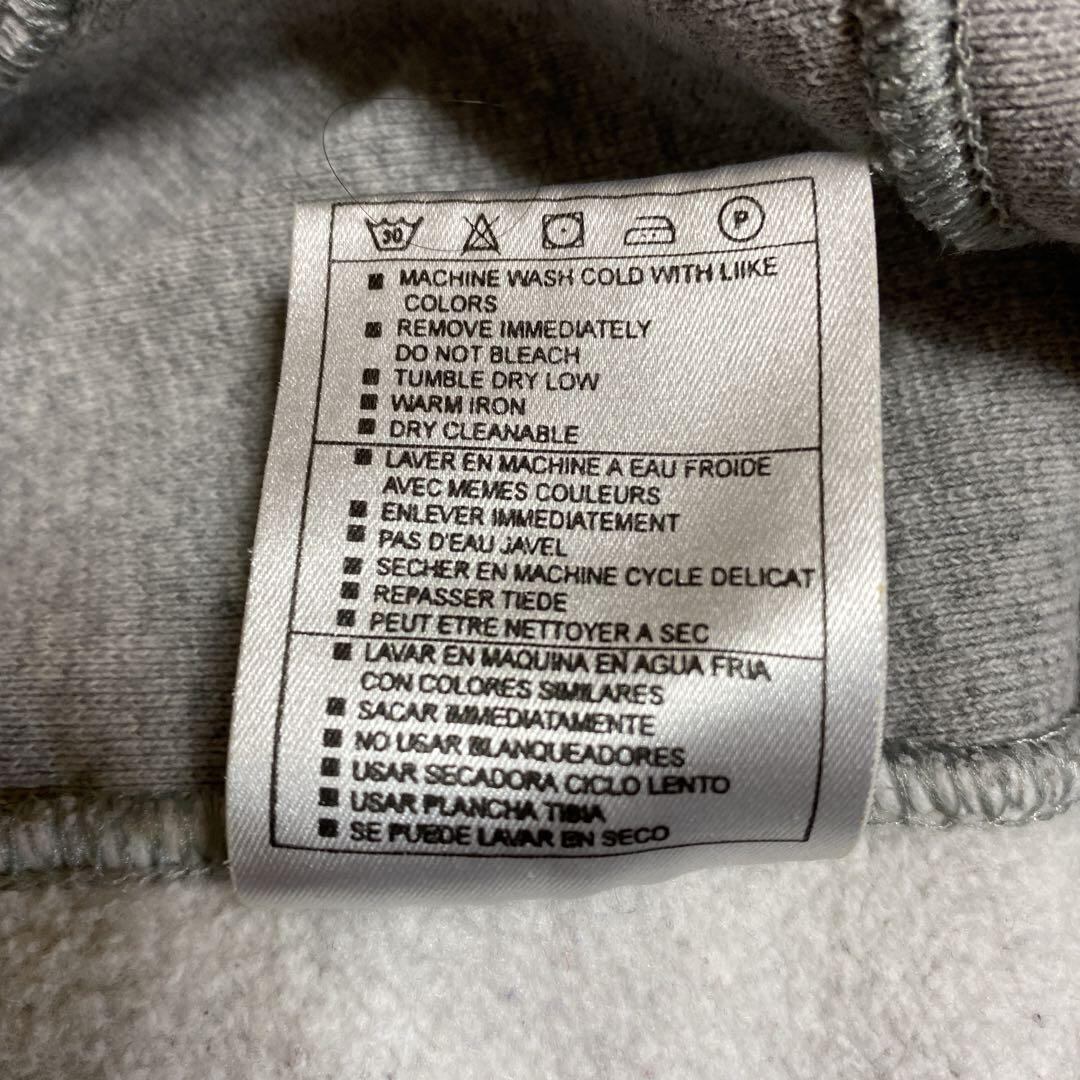 30 P
■ MACHINE WASH COLD WITH LIIKE
COLORS
■ REMOVE IMMEDIATELY
DO NOT BLEACH
■ TUMBLE DRY LOW
■ WARM IRON
■ DRY CLEANABLE
■ LAVER EN MACHINE A EAU FROIDE
AVEC MEMES COULEURS
■ ENLEVER IMMEDIATEMENT
■ PAS D'EAU JAVEL
■ SECHER EN MACHINE CYCLE DELICAT
■ REPASSER TIEDE
■ PEUT ETRE NETTOYER A SEC
■ LAVAR EN MAQUINA EN AGUA FRIA
CON COLORES SIMILARES
■ SACAR IMMEDIATAMENTE
■ NO USAR BLANQUEADORES
■ USAR SECADORA CICLO LENTO
■ USAR PLANCHA TIBIA
■ SE PUEDE LAVAR EN SECO